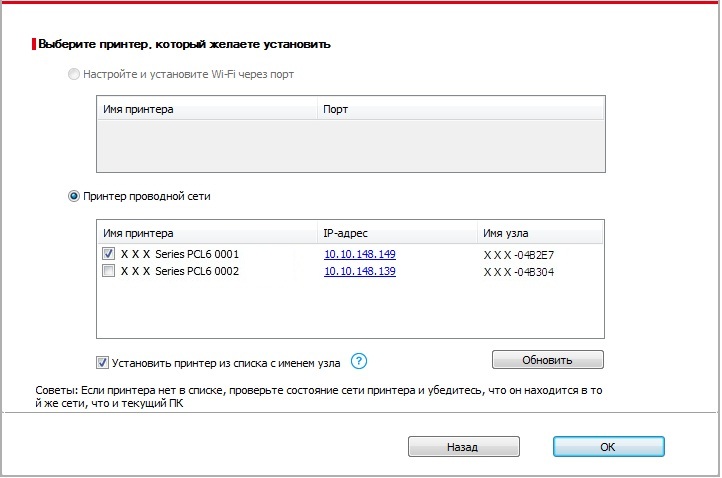 Выберите принтер, который желаете установить
Настройте и установите Wi-Fi через порт
Имя принтера Порт
Принтер проводной сети
Имя принтера IP-адрес Имя узла
X X X Series PCL6 0001 10.10.148.149 X X X -04B2E7
X X X Series PCL6 0002 10.10.148.139 X X X -04B304
Установить принтер из списка с именем узла ? Обновить
Советы: Если принтера нет в списке, проверьте состояние сети принтера и убедитесь, что он находится в то
й же сети, что и текущий ПК
Назад OK